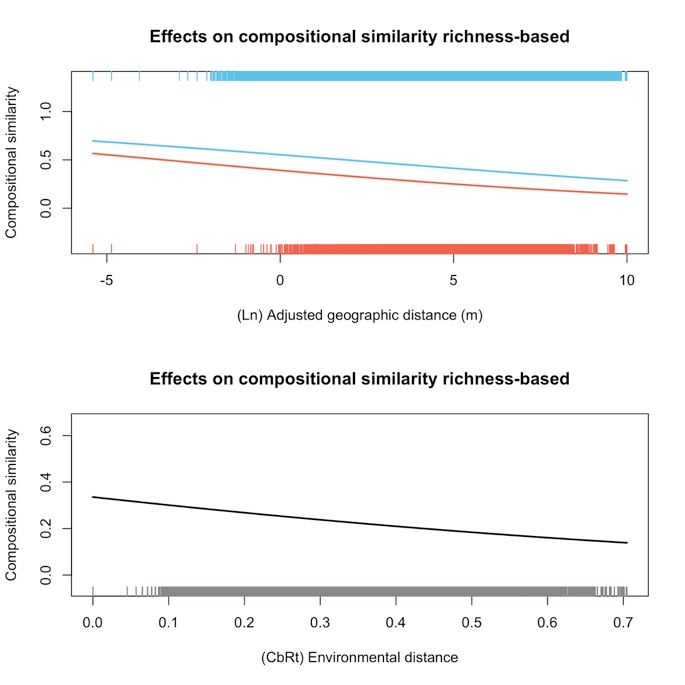 Effects on compositional similarity richness-based
Compositional similarity
1.0
0.5
0.0
-5 0 5 10
(Ln) Adjusted geographic distance (m)
Effects on compositional similarity richness-based
Compositional similarity
0.6
0.4
0.2
0.0
0.0 0.1 0.2 0.3 0.4 0.5 0.6 0.7
(CbRt) Environmental distance